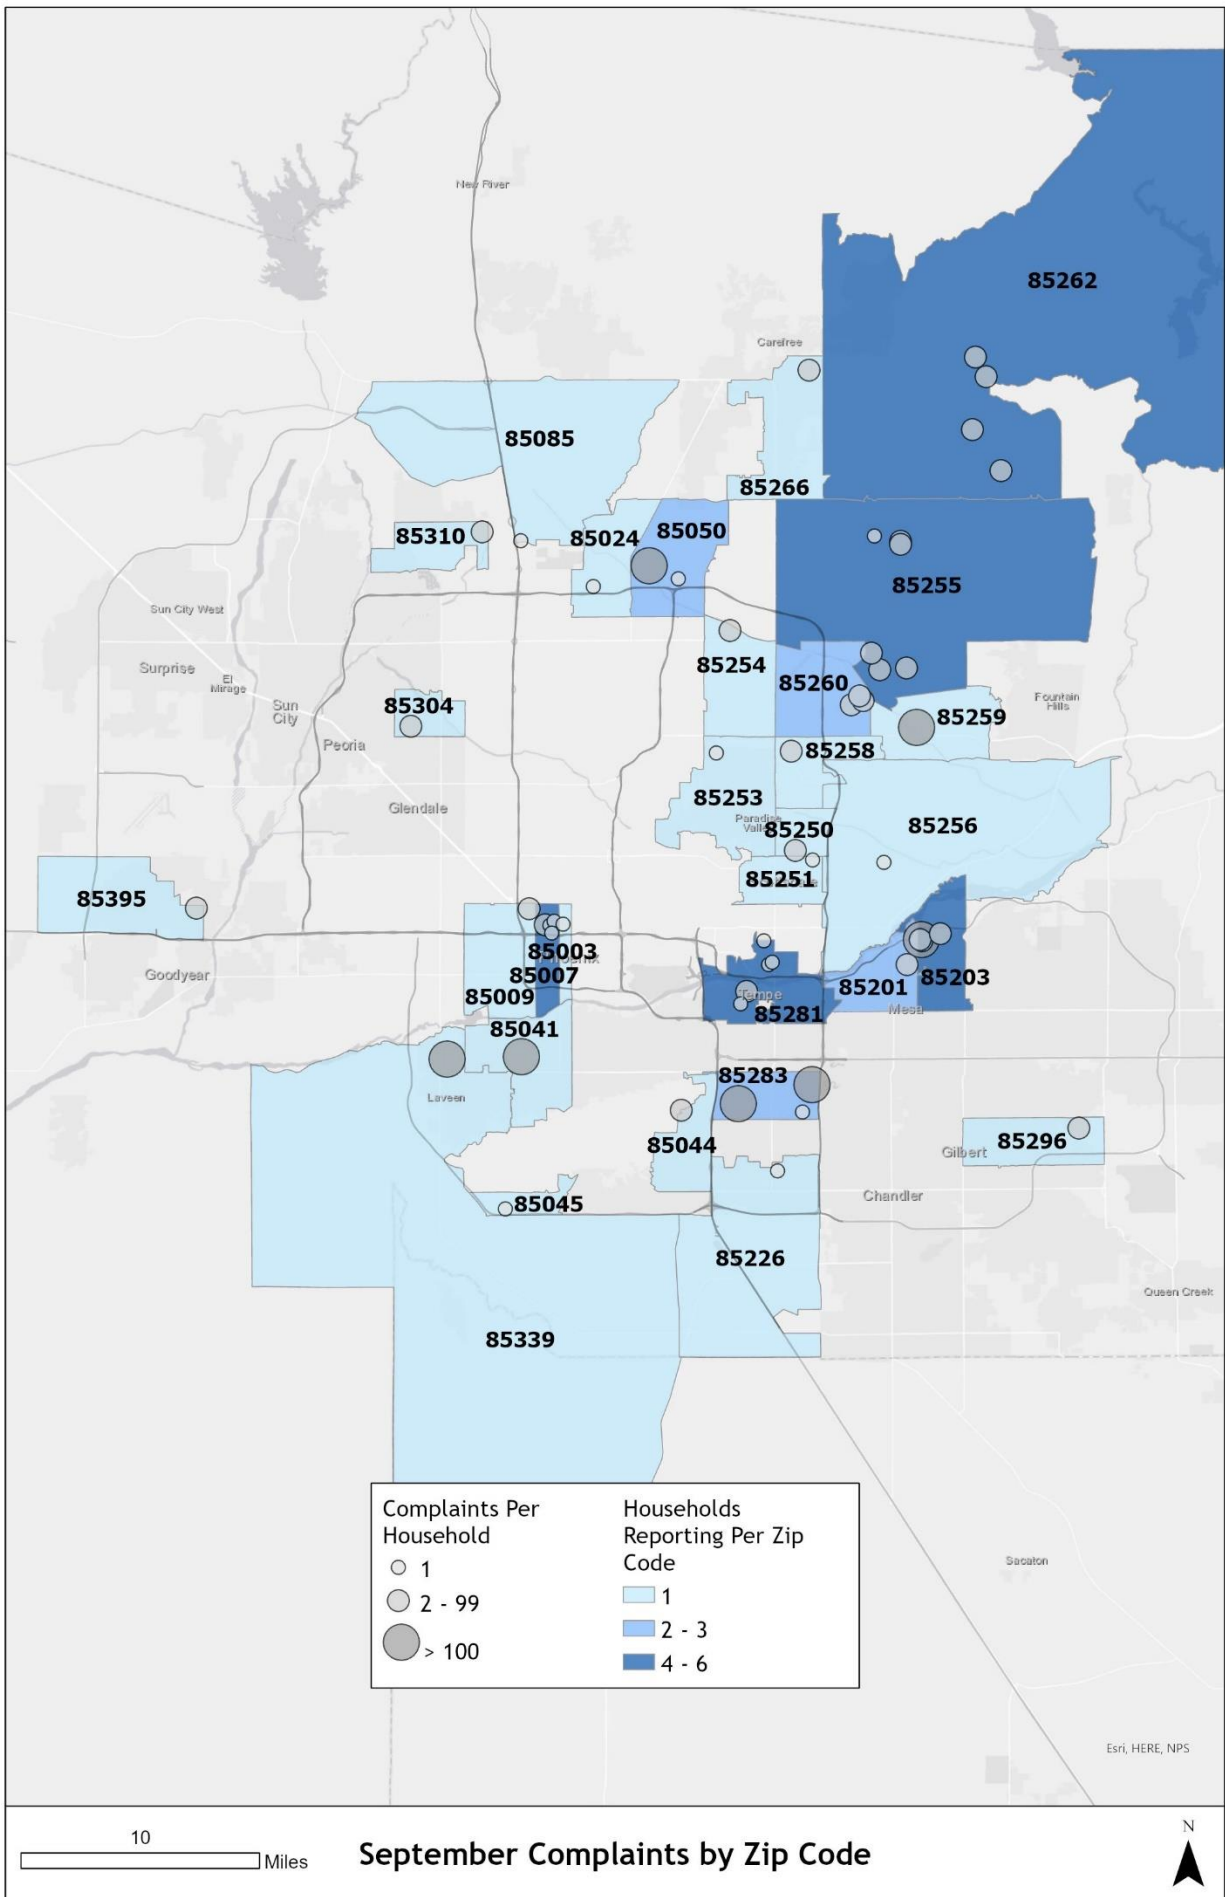 New River
85262
Carefree
85085
85266
85310
85024
85050
85255
Sun City West
85254
Surprise
El
Mirage
85260
Sun
City
85304
85259
Fountain
Hills
Peoria
85258
85253
Glendale
Paradise
85250
85256
85251
85395
85003
Goodyear
85007
85009
85201
85203
Tempe
Mesa
85281
85041
85283
Laveen
85044
85296
Gilbert
85045
Chandler
85226
Queen Creek
85339
Complaints Per
Household
1
2 - 99
> 100
Households
Reporting Per Zip
Code
1
2 - 3
4 - 6
Sacaton
Esri, HERE, NPS
10
Miles
September Complaints by Zip Code
N